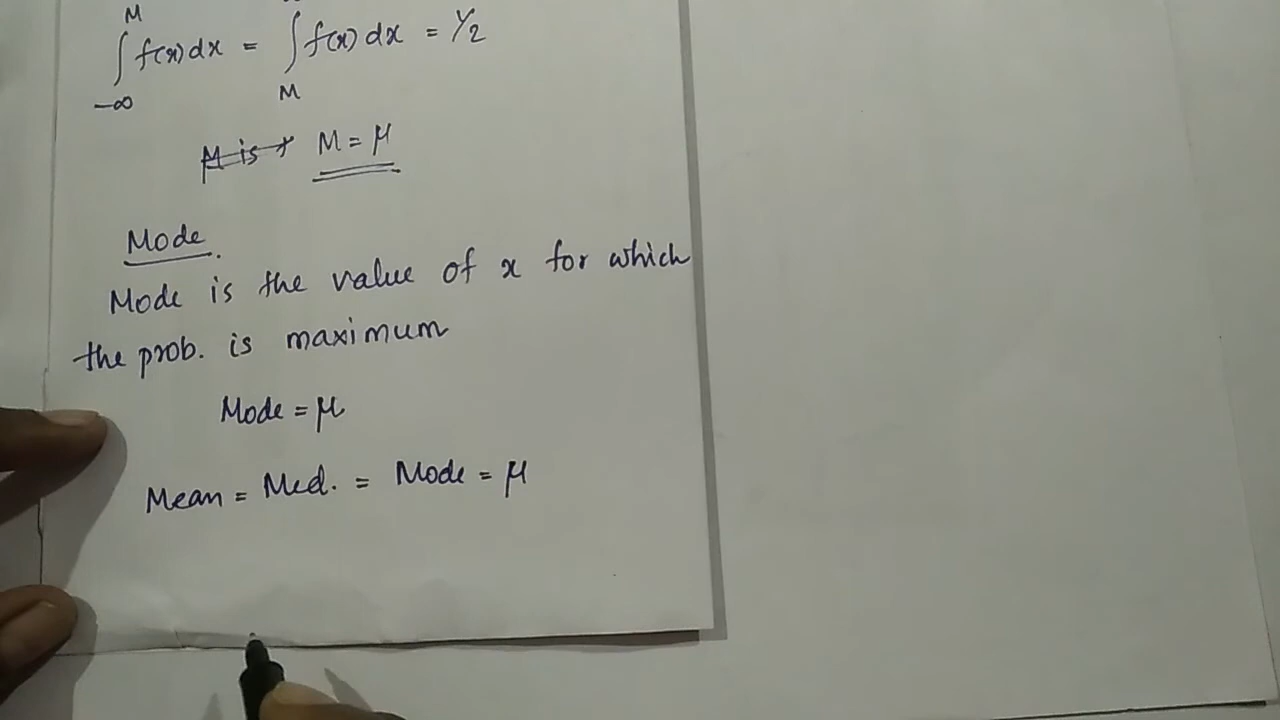 M
∫ f(x) dx = ∫ f(x) dx = 1/2
-∞ M
M is M = μ
Mode
Mode is the value of x for which
the prob. is maximum
Mode = μ
Mean = Med. = Mode = μ